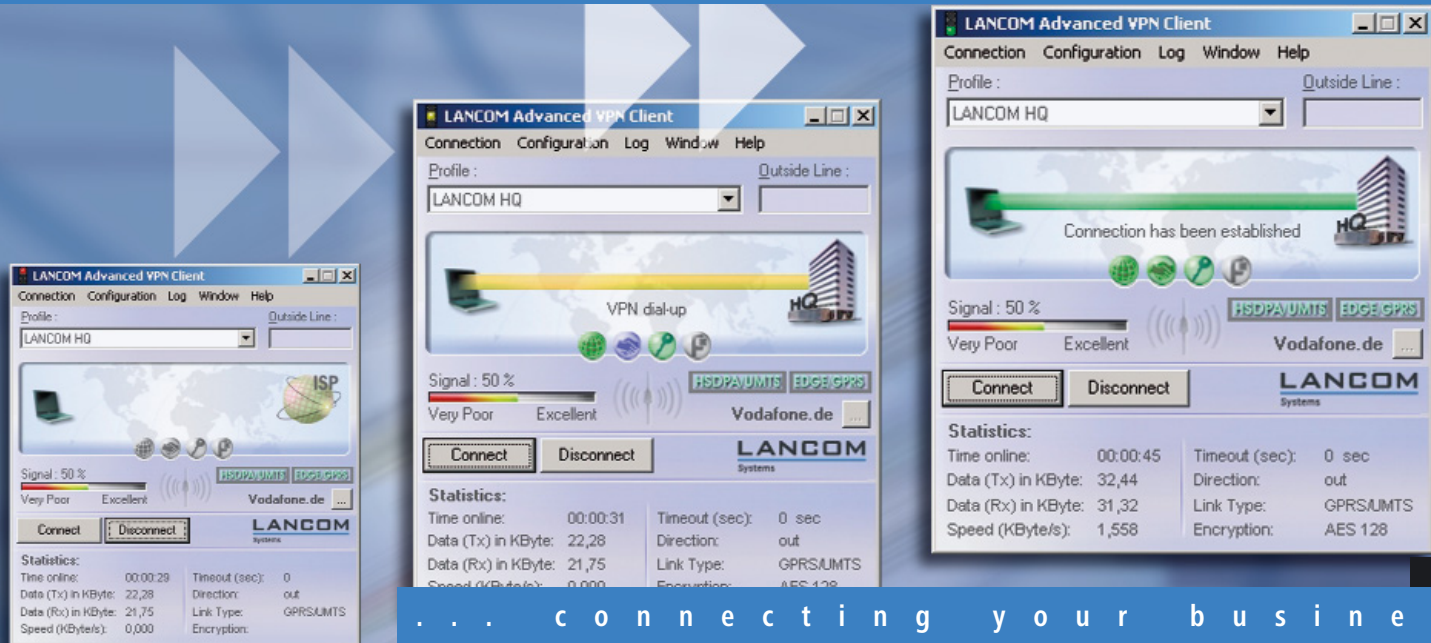 LANCOM Advanced VPN Client
Connection Configuration Log Window Help
Profile : Outside Line :
LANCOM HQ
ISP
Signal : 50 % HSDPA/UMTS EDGE/GPRS
Very Poor Excellent Vodafone.de ...
Connect Disconnect LANCOM
Systems
Statistics:
Time online: 00:00:29 Timeout (sec): 0
Data (Tx) in KByte: 22,28 Direction: out
Data (Rx) in KByte: 21,75 Link Type: GPRS/UMTS
Speed (KByte/s): 0,000 Encryption:
LANCOM Advanced VPN Client
Connection Configuration Log Window Help
Profile : Outside Line :
LANCOM HQ
HQ
VPN dial-up
Signal : 50 % HSDPA/UMTS EDGE/GPRS
Very Poor Excellent Vodafone.de ...
Connect Disconnect LANCOM
Systems
Statistics:
Time online: 00:00:31 Timeout (sec): 0 sec
Data (Tx) in KByte: 22,28 Direction: out
Data (Rx) in KByte: 21,75 Link Type: GPRS/UMTS
Speed (KByte/s): 0,000 Encryption: AES 128
LANCOM Advanced VPN Client
Connection Configuration Log Window Help
Profile : Outside Line :
LANCOM HQ
HQ
Connection has been established
Signal : 50 % HSDPA/UMTS EDGE/GPRS
Very Poor Excellent Vodafone.de ...
Connect Disconnect LANCOM
Systems
Statistics:
Time online: 00:00:45 Timeout (sec): 0 sec
Data (Tx) in KByte: 32,44 Direction: out
Data (Rx) in KByte: 31,32 Link Type: GPRS/UMTS
Speed (KByte/s): 1,558 Encryption: AES 128
... connecting your busine